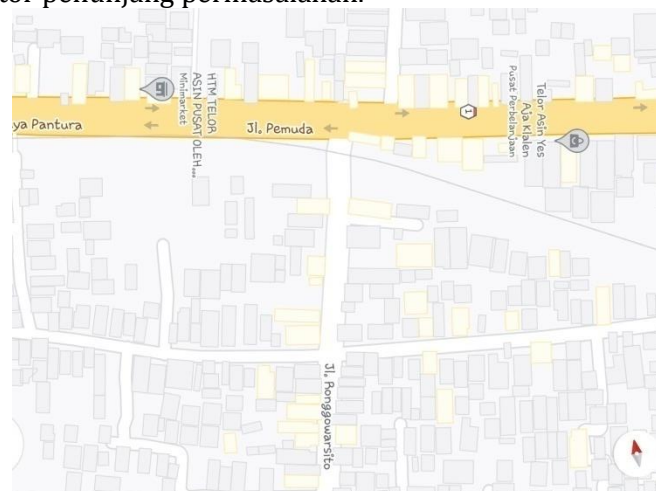 tor penunjang permasalahan.
HTM TELOR
ASIN PUSAT OLEH...
Minimarket
Telor Asin Yes
Aja Klalen
Pusat Perbelanjaan
1
ya Pantura
Jl. Pemuda
Jl. Ronggowarsito